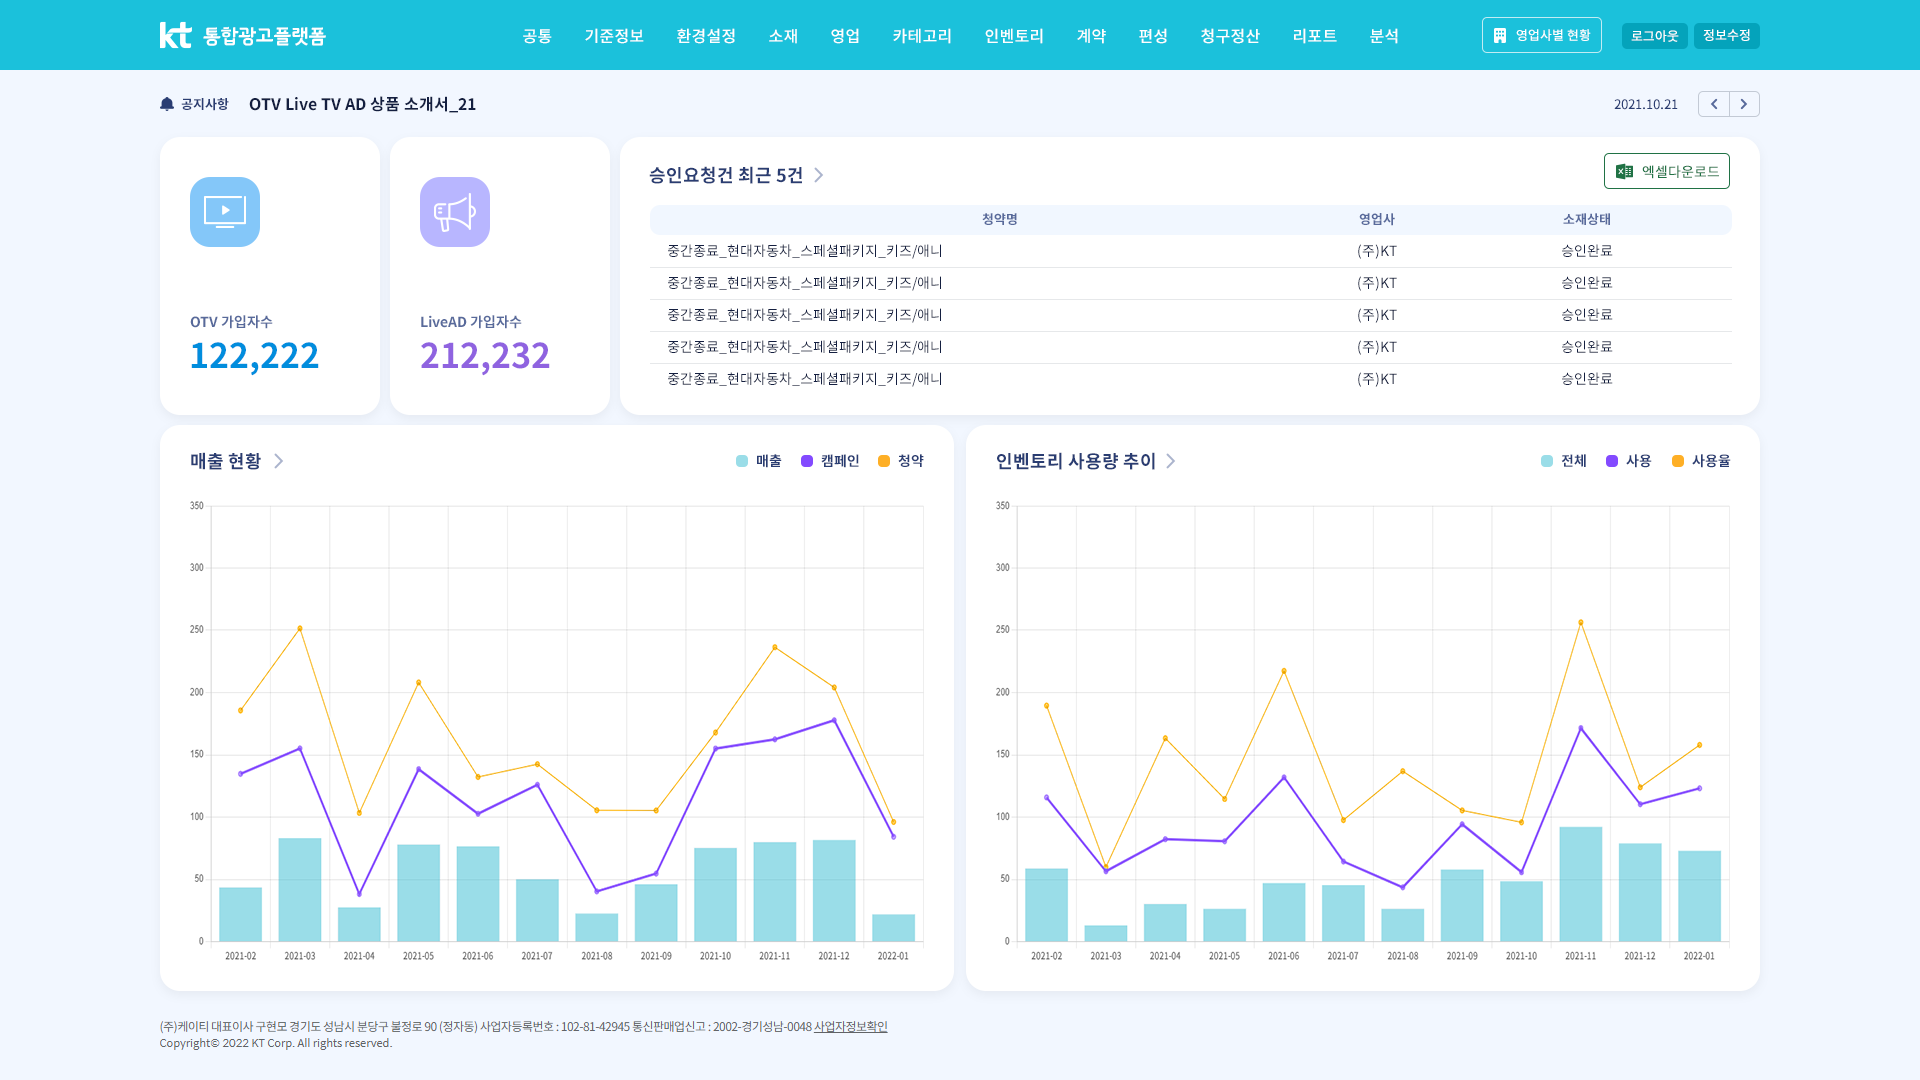 kt 통합광고플랫폼
공통 기준정보 환경설정 소재 영업 카테고리 인벤토리 계약 편성 청구정산 리포트 분석
영업사별 현황 로그아웃 정보수정
공지사항 OTV Live TV AD 상품 소개서_21
2021.10.21
OTV 가입자수
122,222
LiveAD 가입자수
212,232
승인요청건 최근 5건
엑셀다운로드
청약명 영업사 소재상태
중간종료_현대자동차_스페셜패키지_키즈/애니 (주)KT 승인완료
중간종료_현대자동차_스페셜패키지_키즈/애니 (주)KT 승인완료
중간종료_현대자동차_스페셜패키지_키즈/애니 (주)KT 승인완료
중간종료_현대자동차_스페셜패키지_키즈/애니 (주)KT 승인완료
중간종료_현대자동차_스페셜패키지_키즈/애니 (주)KT 승인완료
매출 현황
매출 캠페인 청약
350
300
250
200
150
100
50
0
2021-02 2021-03 2021-04 2021-05 2021-06 2021-07 2021-08 2021-09 2021-10 2021-11 2021-12 2022-01
인벤토리 사용량 추이
전체 사용 사용율
350
300
250
200
150
100
50
0
2021-02 2021-03 2021-04 2021-05 2021-06 2021-07 2021-08 2021-09 2021-10 2021-11 2021-12 2022-01
(주)케이티 대표이사 구현모 경기도 성남시 분당구 불정로 90 (정자동) 사업자등록번호 : 102-81-42945 통신판매업신고 : 2002-경기성남-0048 사업자정보확인
Copyright© 2022 KT Corp. All rights reserved.